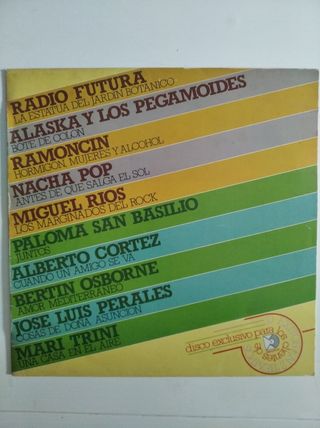 RADIO FUTURA
LA ESTATUA DEL JARDIN BOTANICO
ALASKA Y LOS PEGAMOIDES
BOTE DE COLON
RAMONCIN
HORMIGON, MUJERES Y ALCOHOL
NACHA POP
ANTES DE QUE SALGA EL SOL
MIGUEL RIOS
LOS MARGINADOS DEL ROCK
PALOMA SAN BASILIO
JUNTOS
ALBERTO CORTEZ
CUANDO UN AMIGO SE VA
BERTIN OSBORNE
AMOR MEDITERRANEO
JOSE LUIS PERALES
COSAS DE DOÑA ASUNCION
MARI TRINI
UNA CASA EN EL AIRE
disco exclusivo para los clientes de